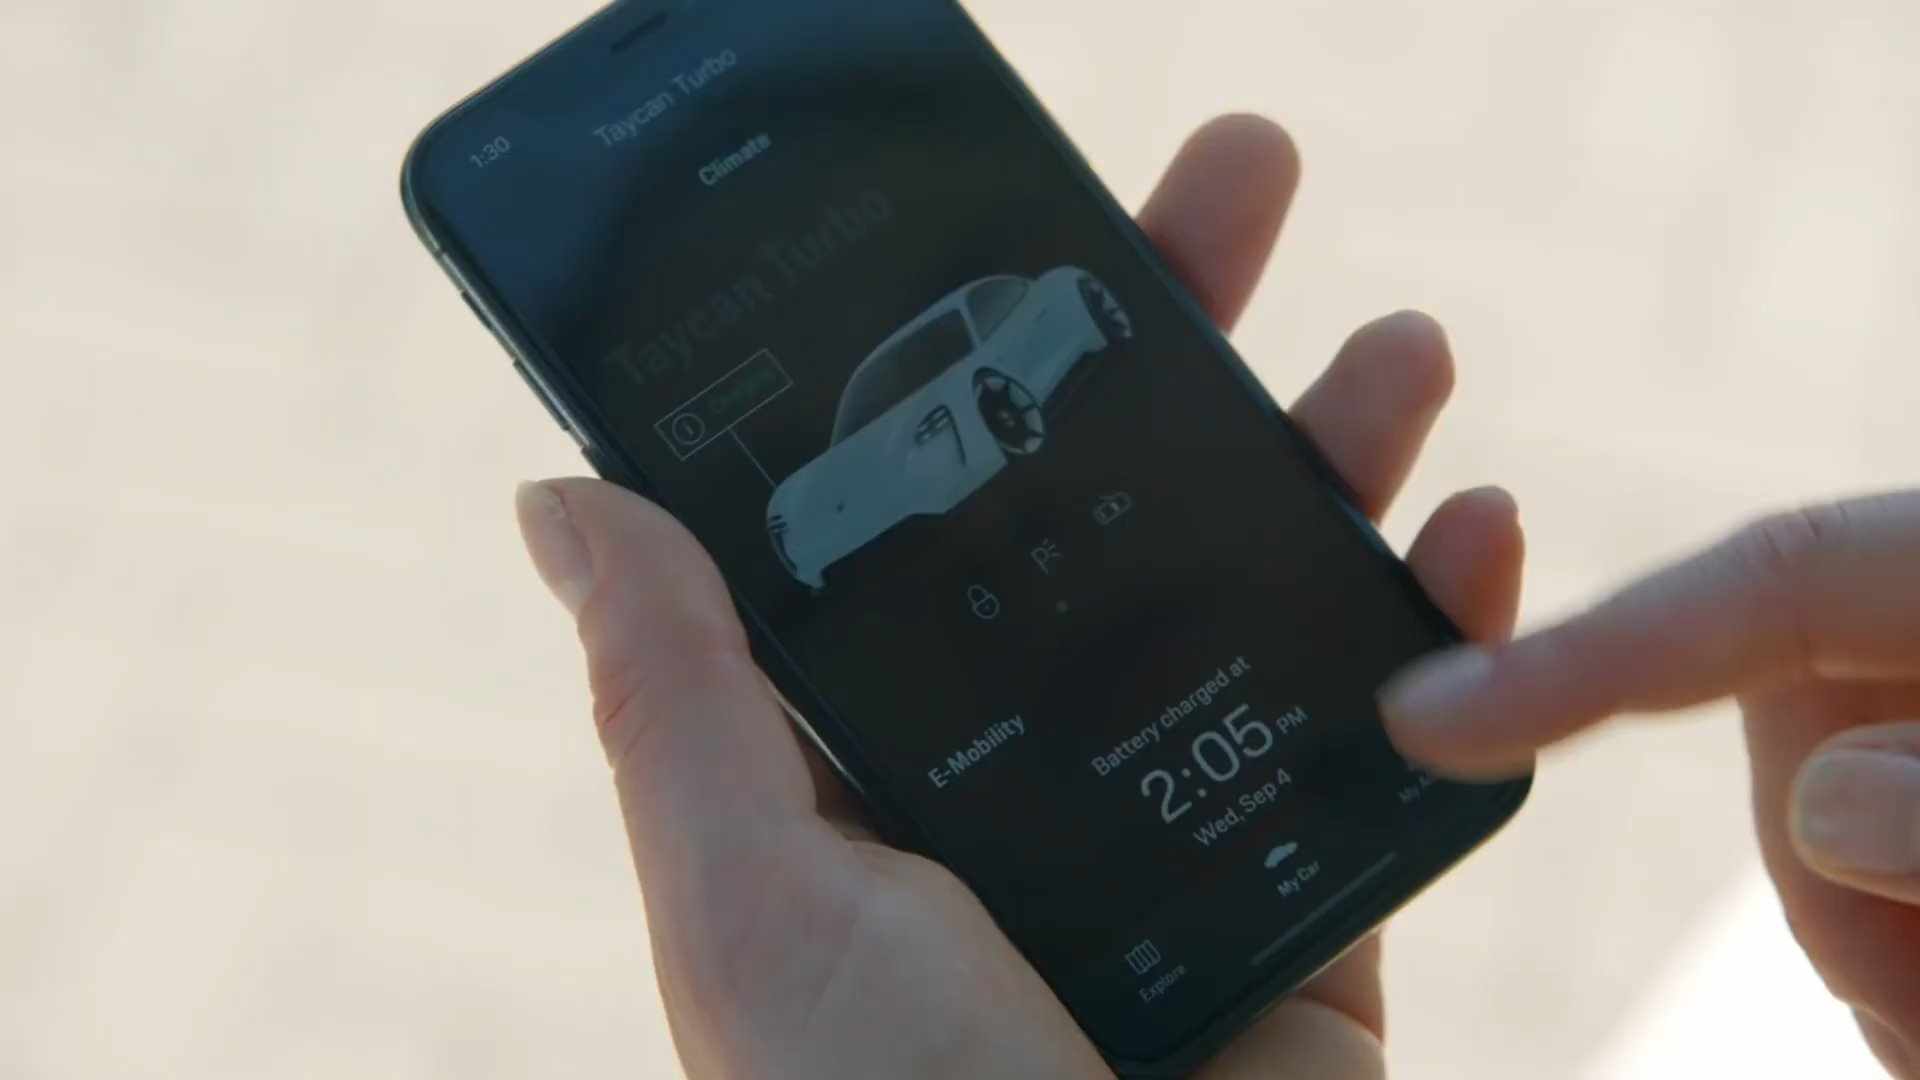 1:30
Taycan Turbo
Climate
Taycan Turbo
Charging
E-Mobility
Battery charged at
2:05 PM
Wed, Sep 4
My Car
Explore